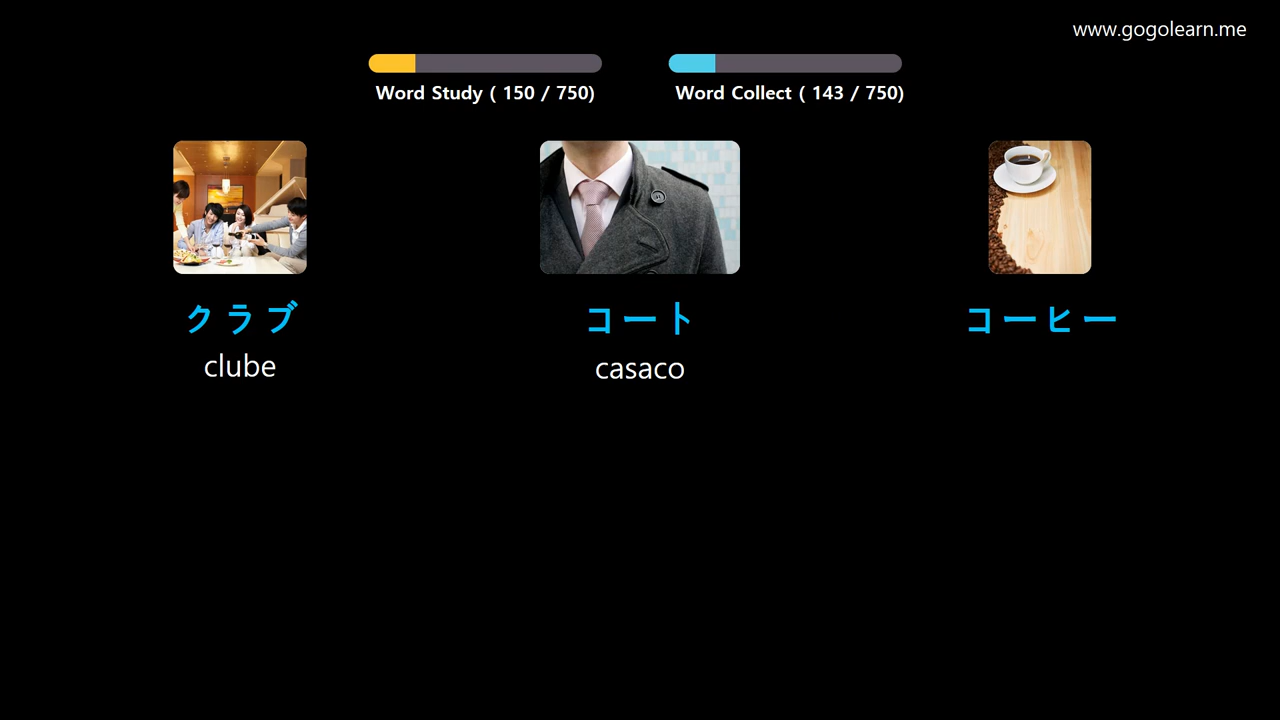 www.gogolearn.me
Word Study ( 150 / 750)
Word Collect ( 143 / 750)
クラブ
コート
コーヒー
clube
casaco